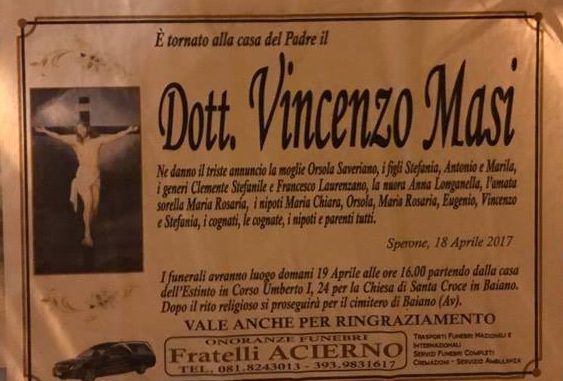 È tornato alla casa del Padre il
Dott. Vincenzo Masi
Ne danno il triste annuncio la moglie Orsola Saveriano, i figli Stefania, Antonio e Marila,
i generi Clemente Stefanile e Francesco Laurenzano, la nuora Anna Longanella, l'amata
sorella Maria Rosaria, i nipoti Maria Chiara, Orsola, Maria Rosaria, Eugenio, Vincenzo
e Stefania, i cognati, le cognate, i nipoti e parenti tutti.
Sperone, 18 Aprile 2017
I funerali avranno luogo domani 19 Aprile alle ore 16.00 partendo dalla casa
dell'Estinto in Corso Umberto I, 24 per la Chiesa di Santa Croce in Baiano.
Dopo il rito religioso si proseguirà per il cimitero di Baiano (Av).
VALE ANCHE PER RINGRAZIAMENTO
ONORANZE FUNEBRI
Fratelli ACIERNO
TEL. 081.8243013 - 393.9831617
TRASPORTI FUNEBRI NAZIONALI E
INTERNAZIONALI
SERVIZI FUNEBRI COMPLETI
CREMAZIONI - SERVIZIO AMBULANZA